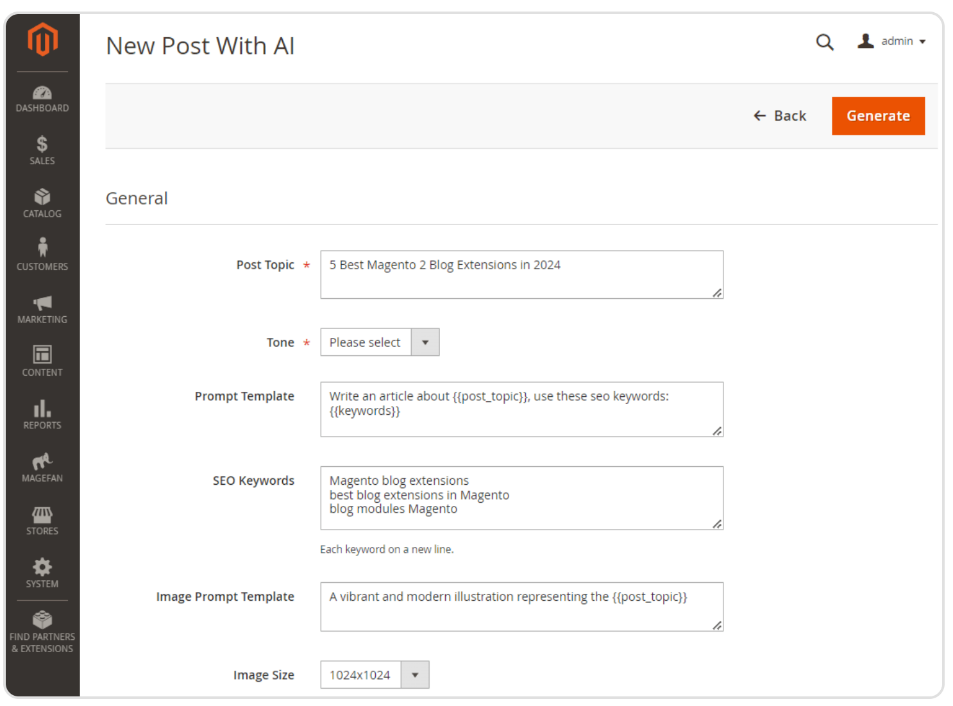 New Post With AI
admin
DASHBOARD
SALES
CATALOG
CUSTOMERS
MARKETING
CONTENT
REPORTS
MAGEFAN
STORES
SYSTEM
FIND PARTNERS
& EXTENSIONS
← Back
Generate
General
Post Topic *
5 Best Magento 2 Blog Extensions in 2024
Tone *
Please select
Prompt Template
Write an article about {{post_topic}}, use these seo keywords:
{{keywords}}
SEO Keywords
Magento blog extensions
best blog extensions in Magento
blog modules Magento
Each keyword on a new line.
Image Prompt Template
A vibrant and modern illustration representing the {{post_topic}}
Image Size
1024x1024